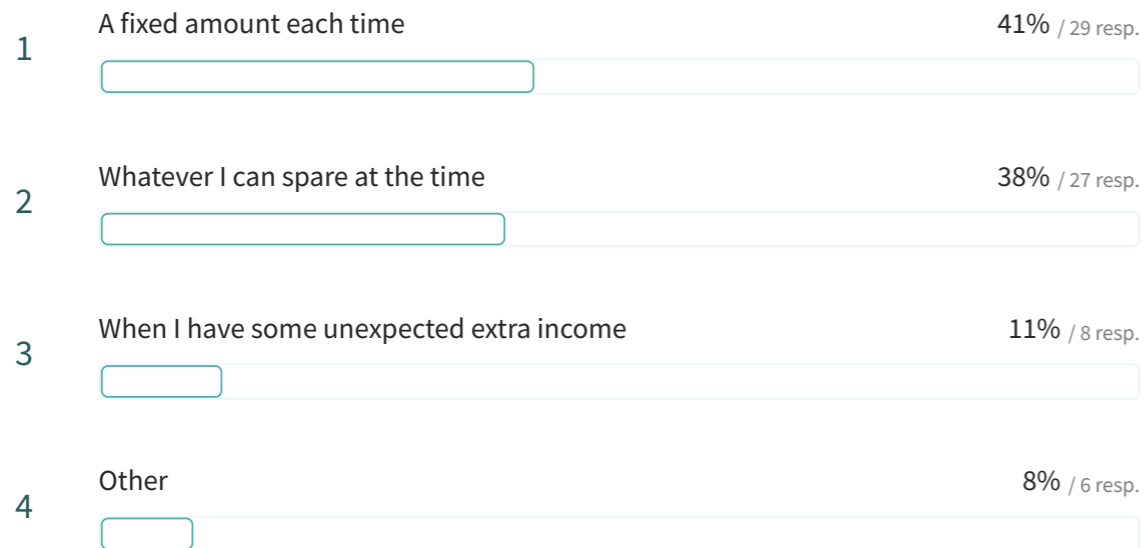 1 A fixed amount each time 41% / 29 resp.
2 Whatever I can spare at the time 38% / 27 resp.
3 When I have some unexpected extra income 11% / 8 resp.
4 Other 8% / 6 resp.